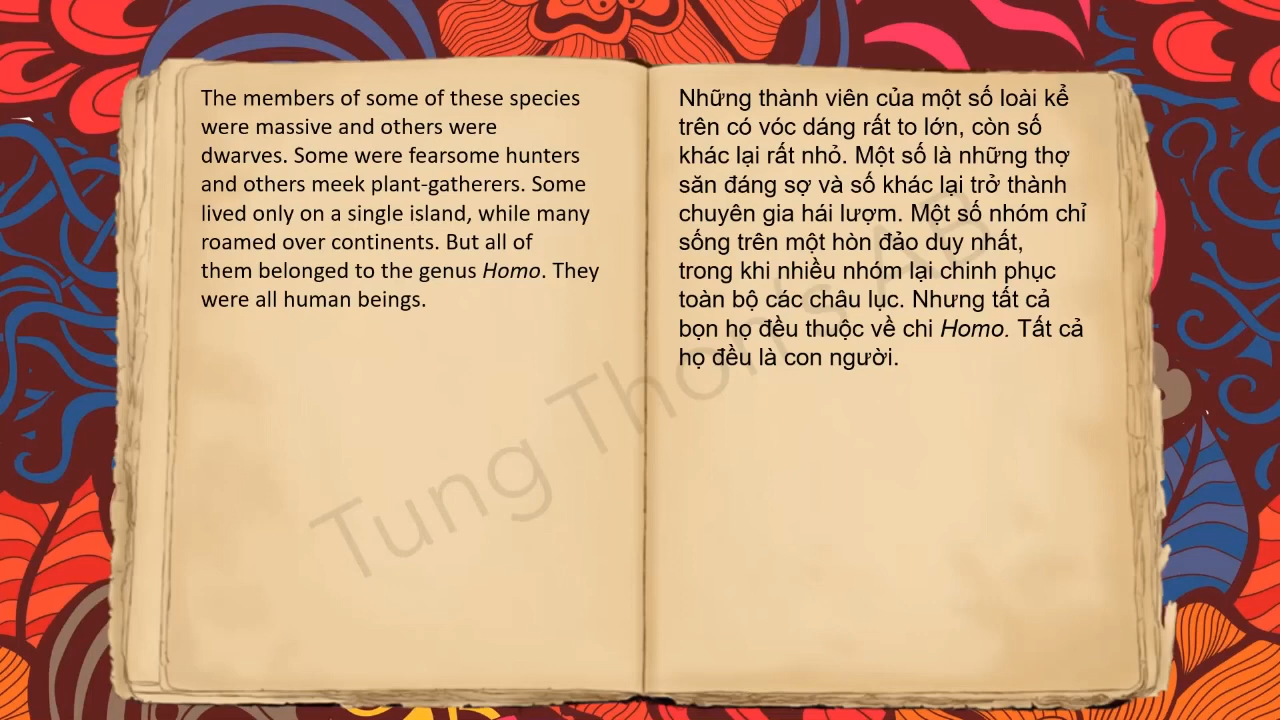 The members of some of these species
were massive and others were
dwarves. Some were fearsome hunters
and others meek plant-gatherers. Some
lived only on a single island, while many
roamed over continents. But all of
them belonged to the genus Homo. They
were all human beings.
Những thành viên của một số loài kể
trên có vóc dáng rất to lớn, còn số
khác lại rất nhỏ. Một số là những thợ
săn đáng sợ và số khác lại trở thành
chuyên gia hái lượm. Một số nhóm chỉ
sống trên một hòn đảo duy nhất,
trong khi nhiều nhóm lại chinh phục
toàn bộ các châu lục. Nhưng tất cả
bọn họ đều thuộc về chi Homo. Tất cả
họ đều là con người.
Tung Thom's AB